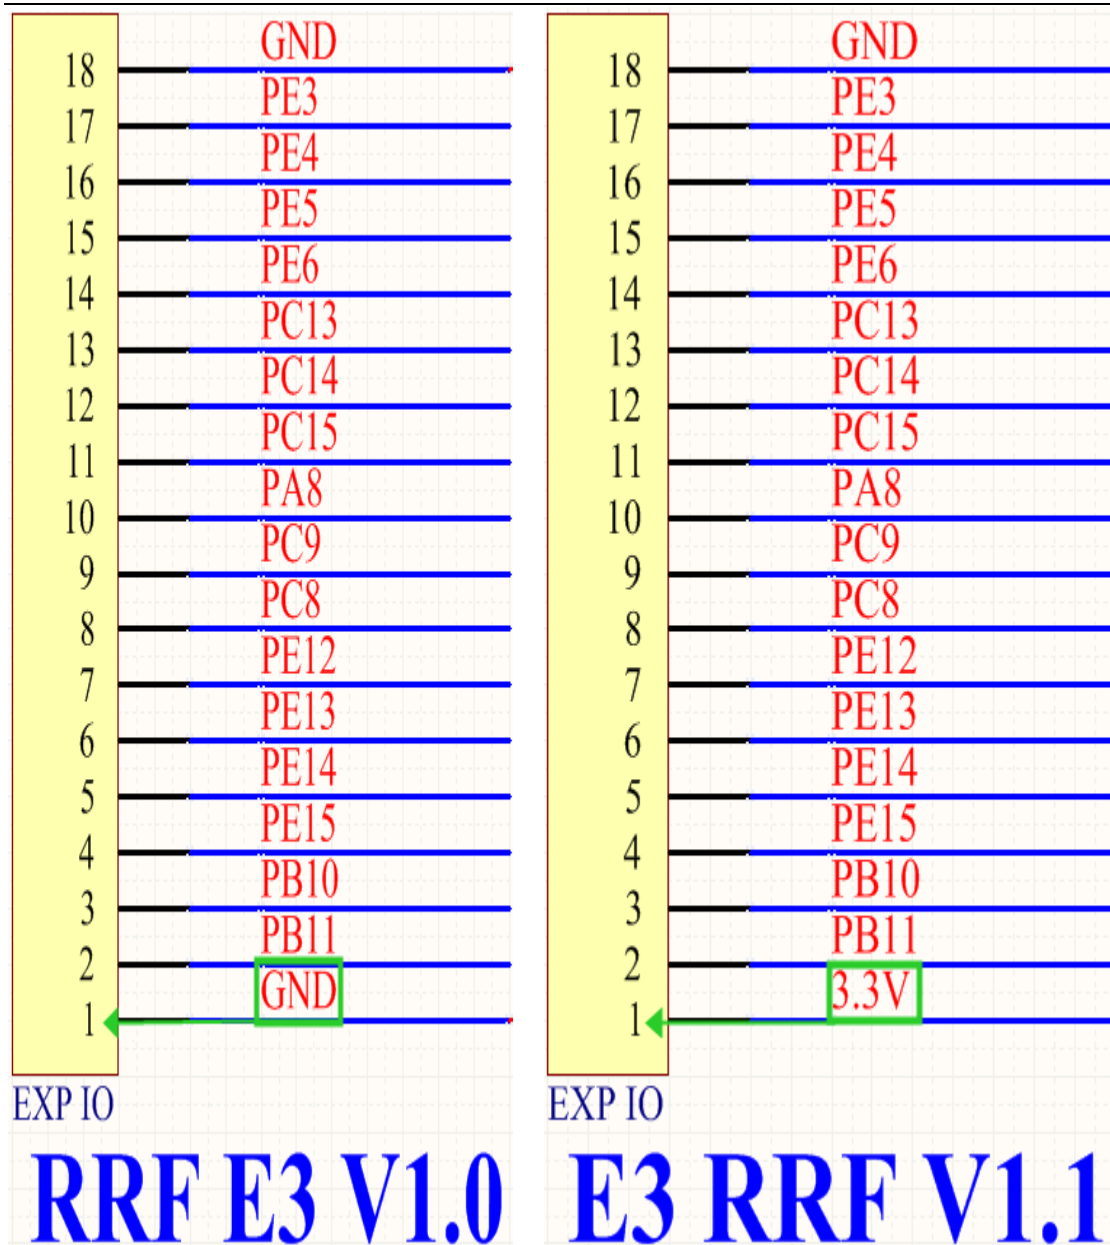 GND
18
PE3
17
PE4
16
PE5
15
PE6
14
PC13
13
PC14
12
PC15
11
PA8
10
PC9
9
PC8
8
PE12
7
PE13
6
PE14
5
PE15
4
PB10
3
PB11
2
GND
1
EXP IO
RRF E3 V1.0
GND
18
PE3
17
PE4
16
PE5
15
PE6
14
PC13
13
PC14
12
PC15
11
PA8
10
PC9
9
PC8
8
PE12
7
PE13
6
PE14
5
PE15
4
PB10
3
PB11
2
3.3V
1
EXP IO
E3 RRF V1.1